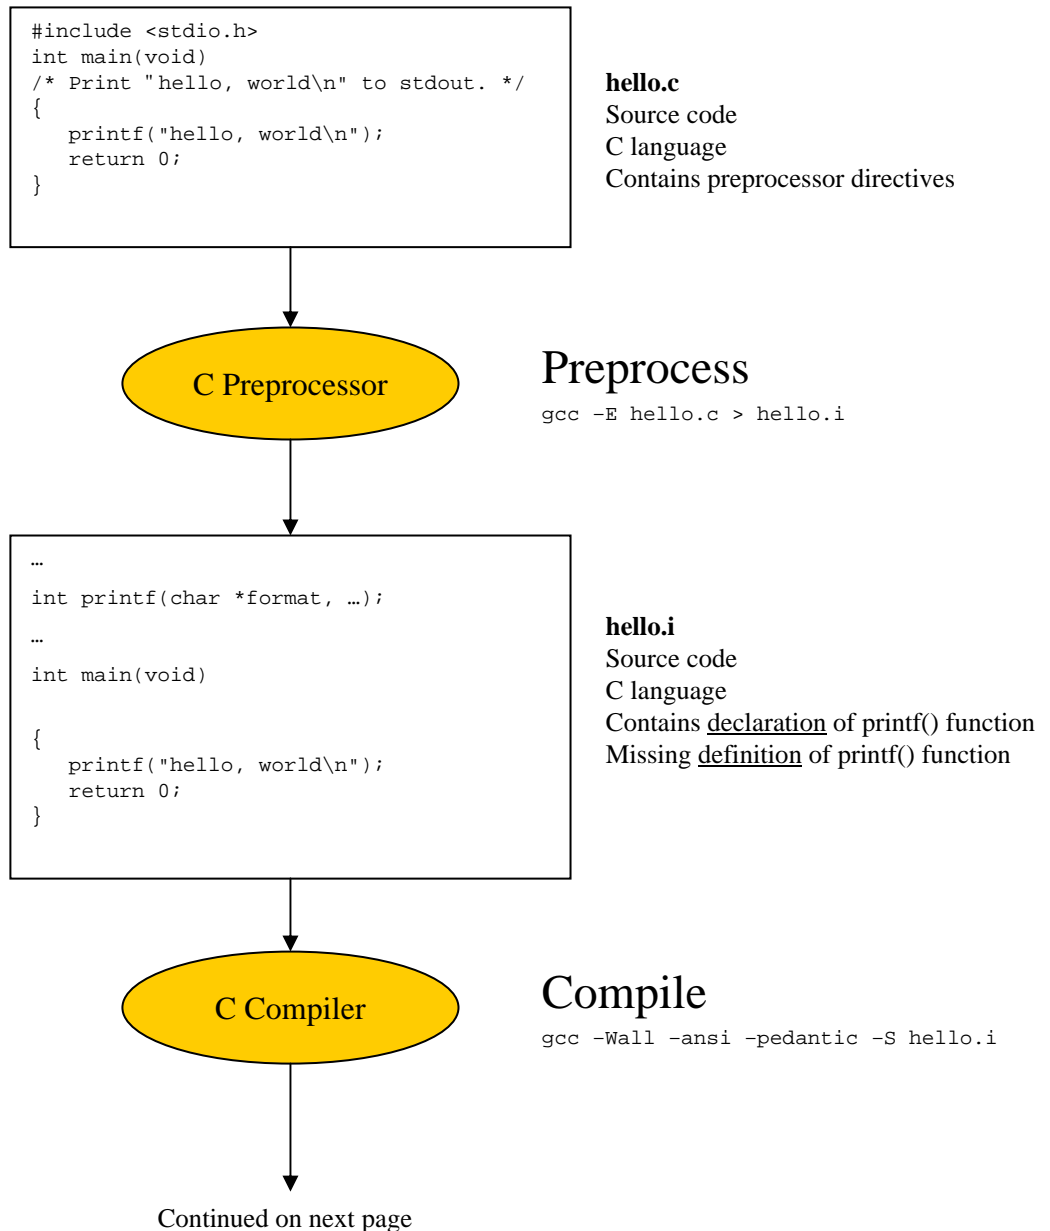 #include <stdio.h>
int main(void)
/* Print "hello, world\n" to stdout. */
{
   printf("hello, world\n");
   return 0;
}
hello.c
Source code
C language
Contains preprocessor directives
C Preprocessor
Preprocess
gcc –E hello.c > hello.i
…
int printf(char *format, …);
…
int main(void)
{
   printf("hello, world\n");
   return 0;
}
hello.i
Source code
C language
Contains declaration of printf() function
Missing definition of printf() function
C Compiler
Compile
gcc –Wall –ansi –pedantic –S hello.i
Continued on next page